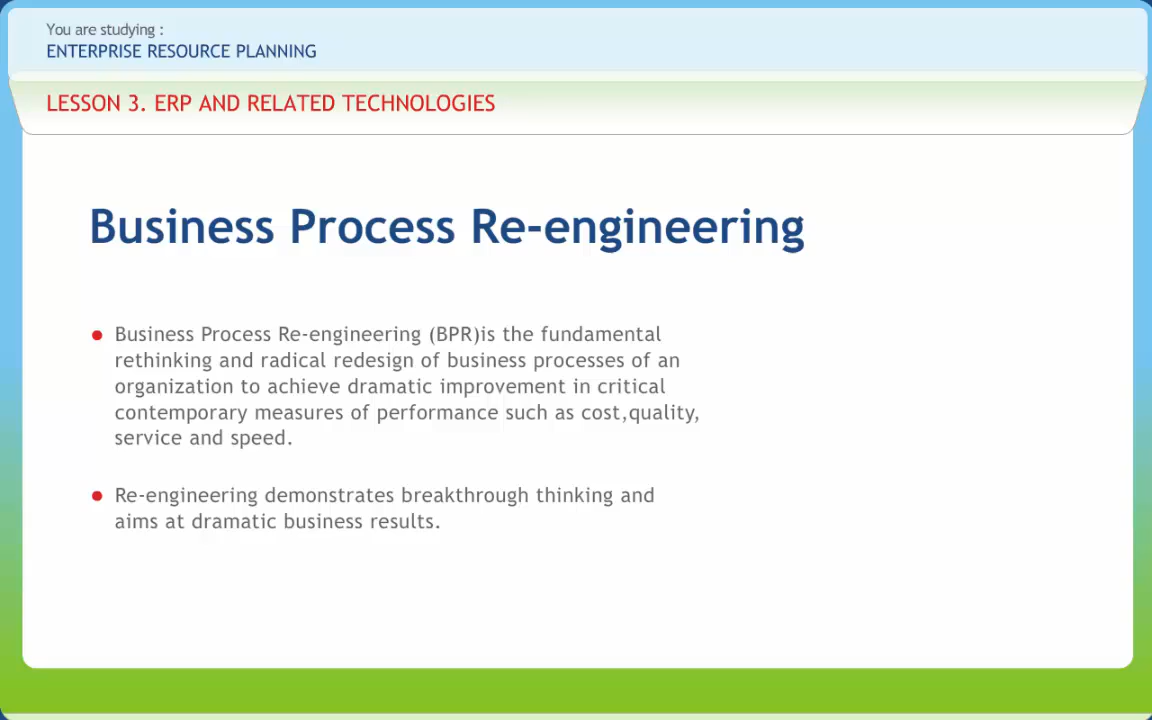 You are studying :
ENTERPRISE RESOURCE PLANNING
LESSON 3. ERP AND RELATED TECHNOLOGIES
Business Process Re-engineering
Business Process Re-engineering (BPR)is the fundamental
rethinking and radical redesign of business processes of an
organization to achieve dramatic improvement in critical
contemporary measures of performance such as cost,quality,
service and speed.
Re-engineering demonstrates breakthrough thinking and
aims at dramatic business results.